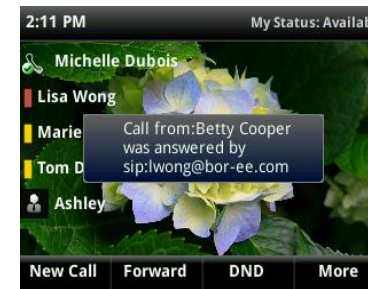 2:11 PM My Status: Availab
Michelle Dubois
Lisa Wong
Marie
Tom D
Ashley
Call from:Betty Cooper
was answered by
sip:lwong@bor-ee.com
New Call Forward DND More